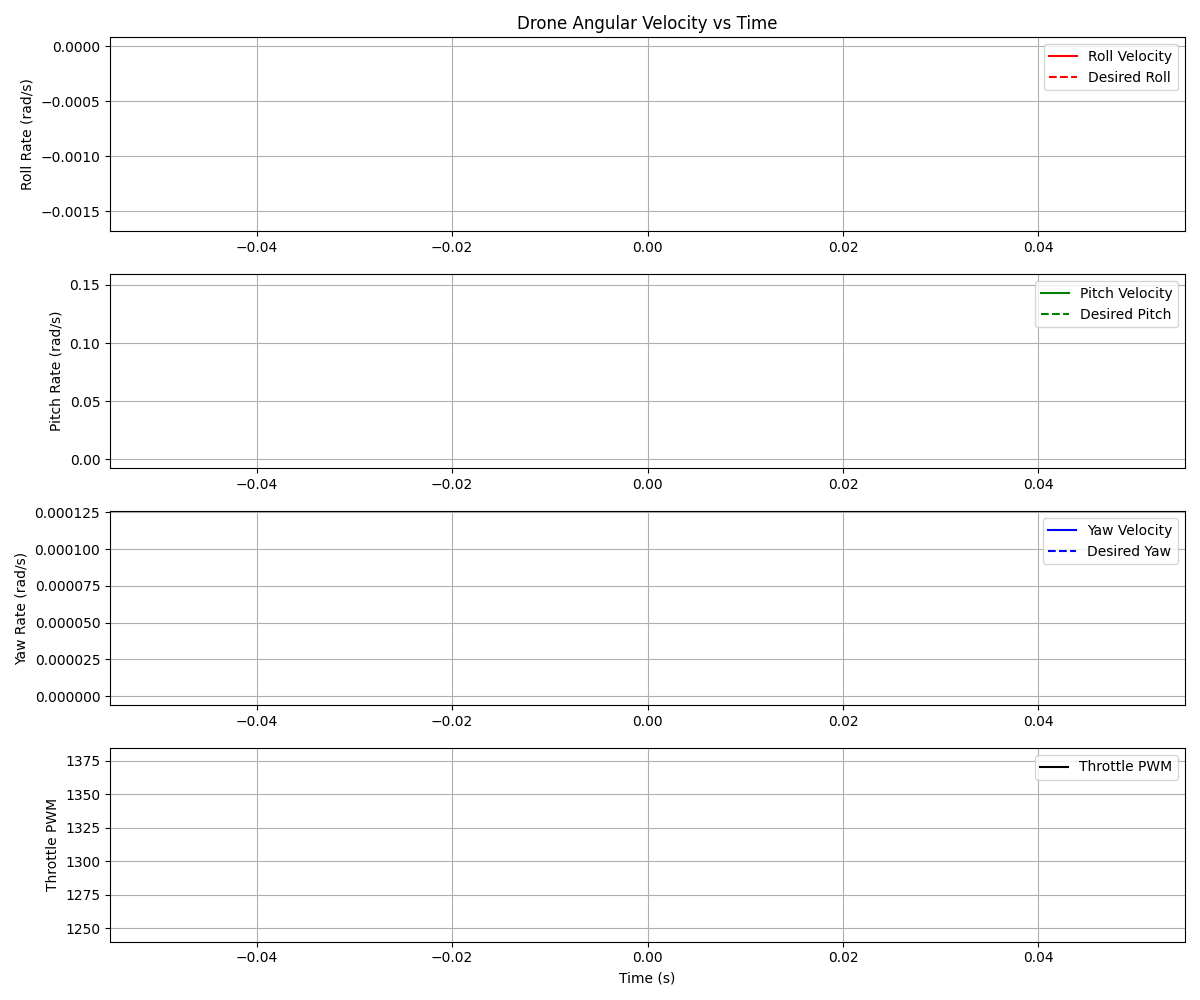 Drone Angular Velocity vs Time
Roll Rate (rad/s)
0.0000
−0.0005
−0.0010
−0.0015
Roll Velocity
Desired Roll
−0.04 −0.02 0.00 0.02 0.04
Pitch Rate (rad/s)
0.15
0.10
0.05
0.00
Pitch Velocity
Desired Pitch
−0.04 −0.02 0.00 0.02 0.04
Yaw Rate (rad/s)
0.000125
0.000100
0.000075
0.000050
0.000025
0.000000
Yaw Velocity
Desired Yaw
−0.04 −0.02 0.00 0.02 0.04
Throttle PWM
1375
1350
1325
1300
1275
1250
Throttle PWM
−0.04 −0.02 0.00 0.02 0.04
Time (s)